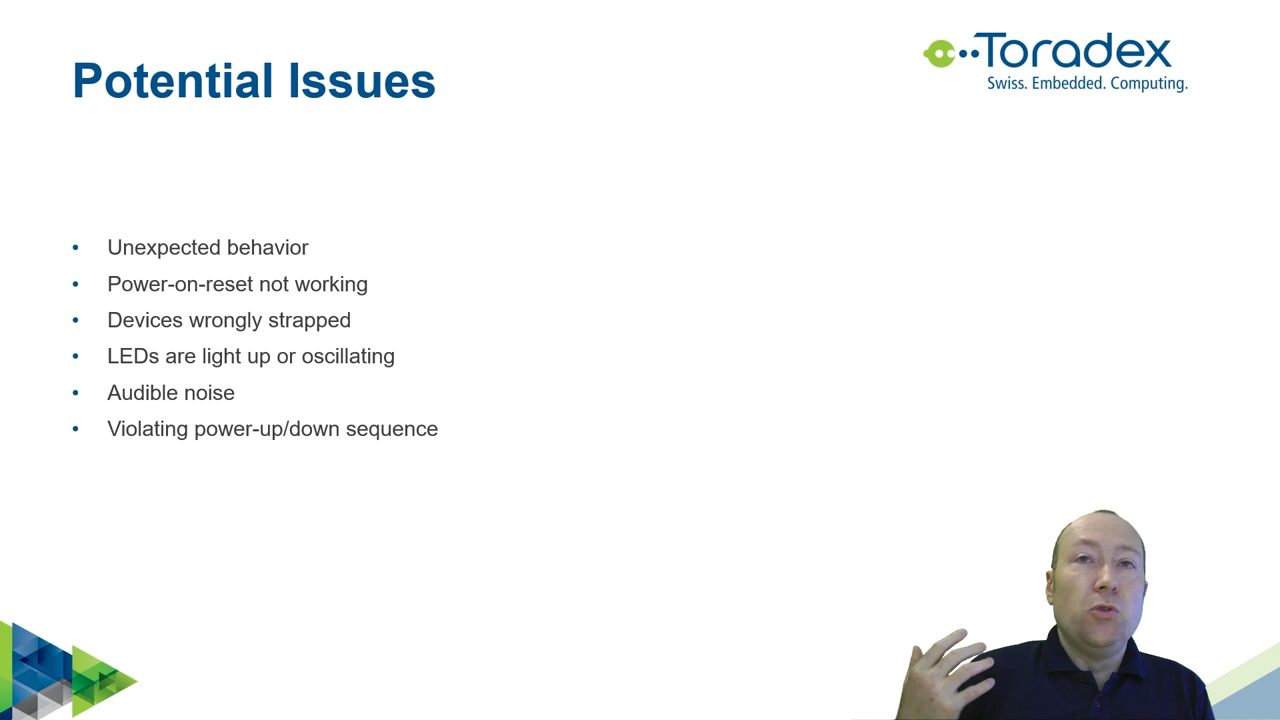 Potential Issues
Toradex
Swiss. Embedded. Computing.
• Unexpected behavior
• Power-on-reset not working
• Devices wrongly strapped
• LEDs are light up or oscillating
• Audible noise
• Violating power-up/down sequence